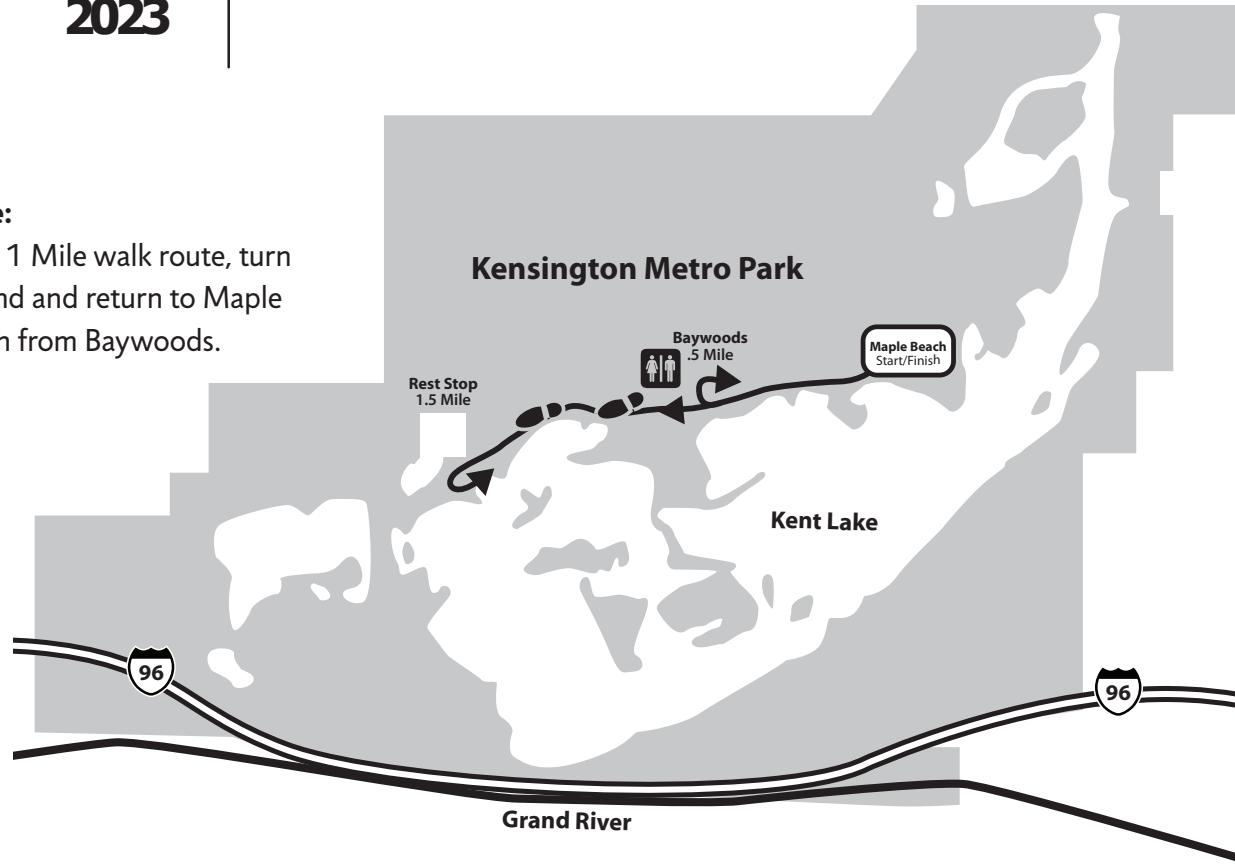 2023
1 Mile walk route, turn
and return to Maple
from Baywoods.
Kensington Metro Park
Baywoods
.5 Mile
Maple Beach
Start/Finish
Rest Stop
1.5 Mile
Kent Lake
96
96
Grand River